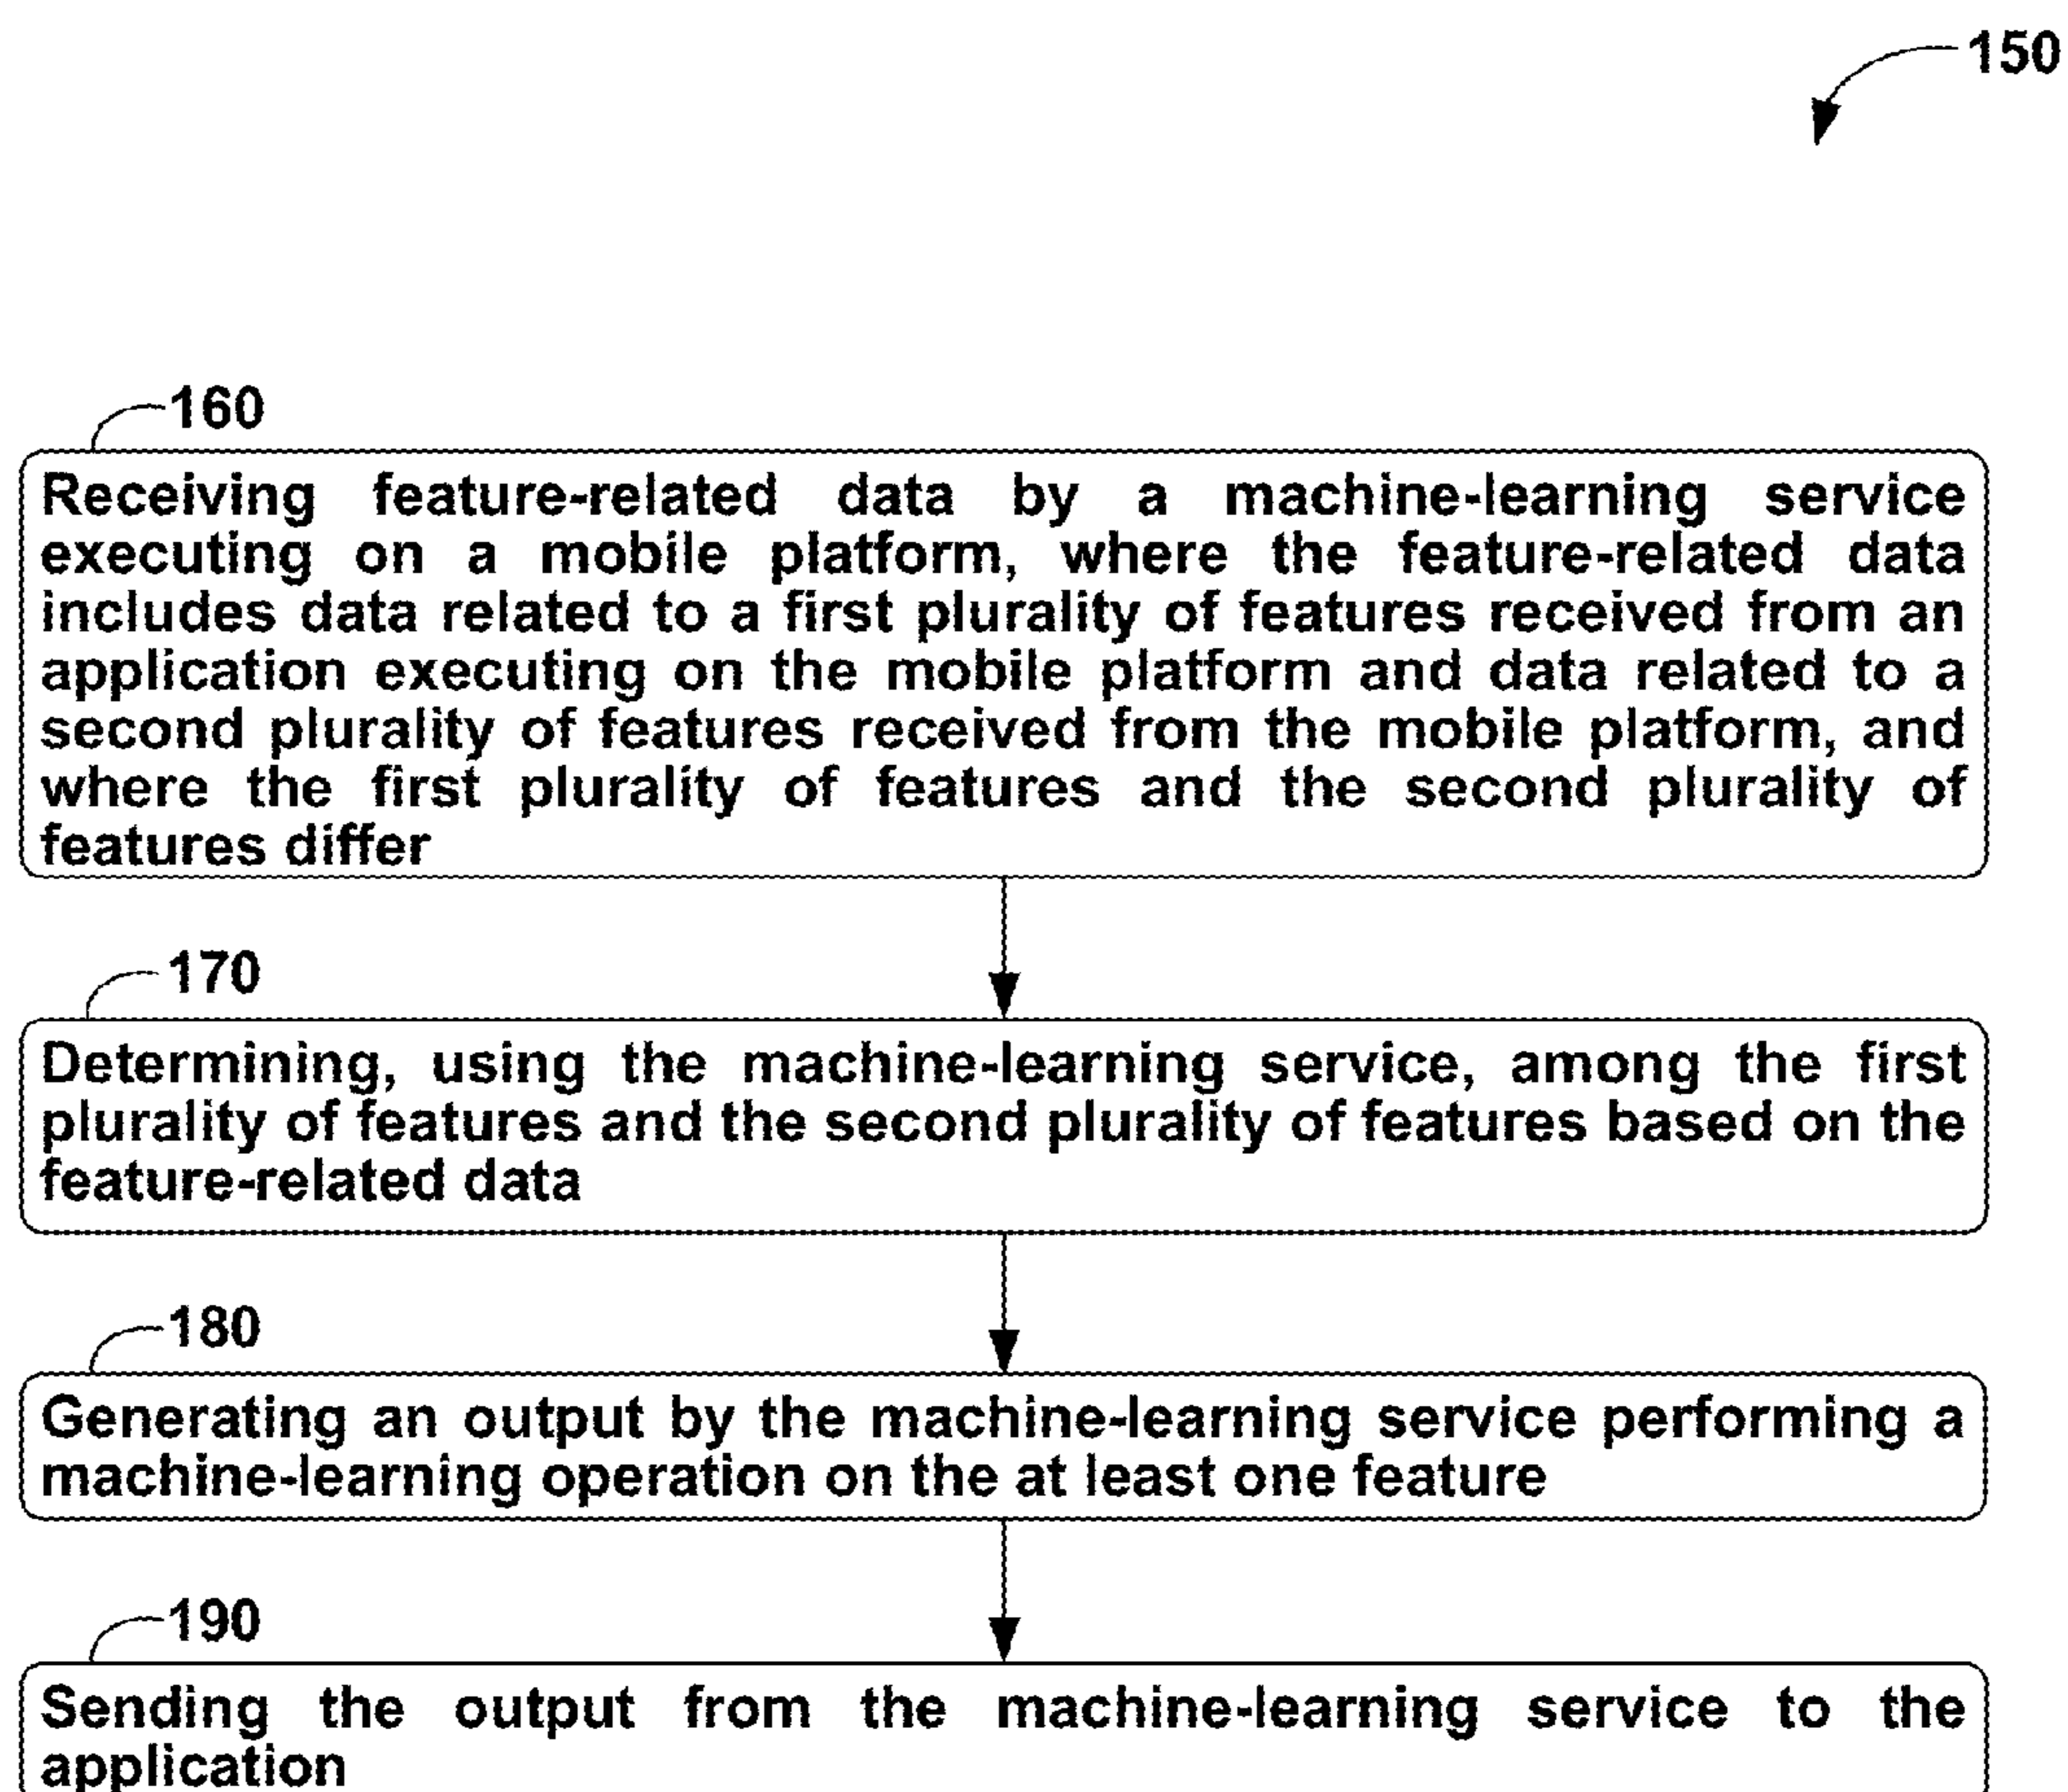 150
160
Receiving feature-related data by a machine-learning service
executing on a mobile platform, where the feature-related data
includes data related to a first plurality of features received from an
application executing on the mobile platform and data related to a
second plurality of features received from the mobile platform, and
where the first plurality of features and the second plurality of
features differ
170
Determining, using the machine-learning service, among the first
plurality of features and the second plurality of features based on the
feature-related data
180
Generating an output by the machine-learning service performing a
machine-learning operation on the at least one feature
190
Sending the output from the machine-learning service to the
application